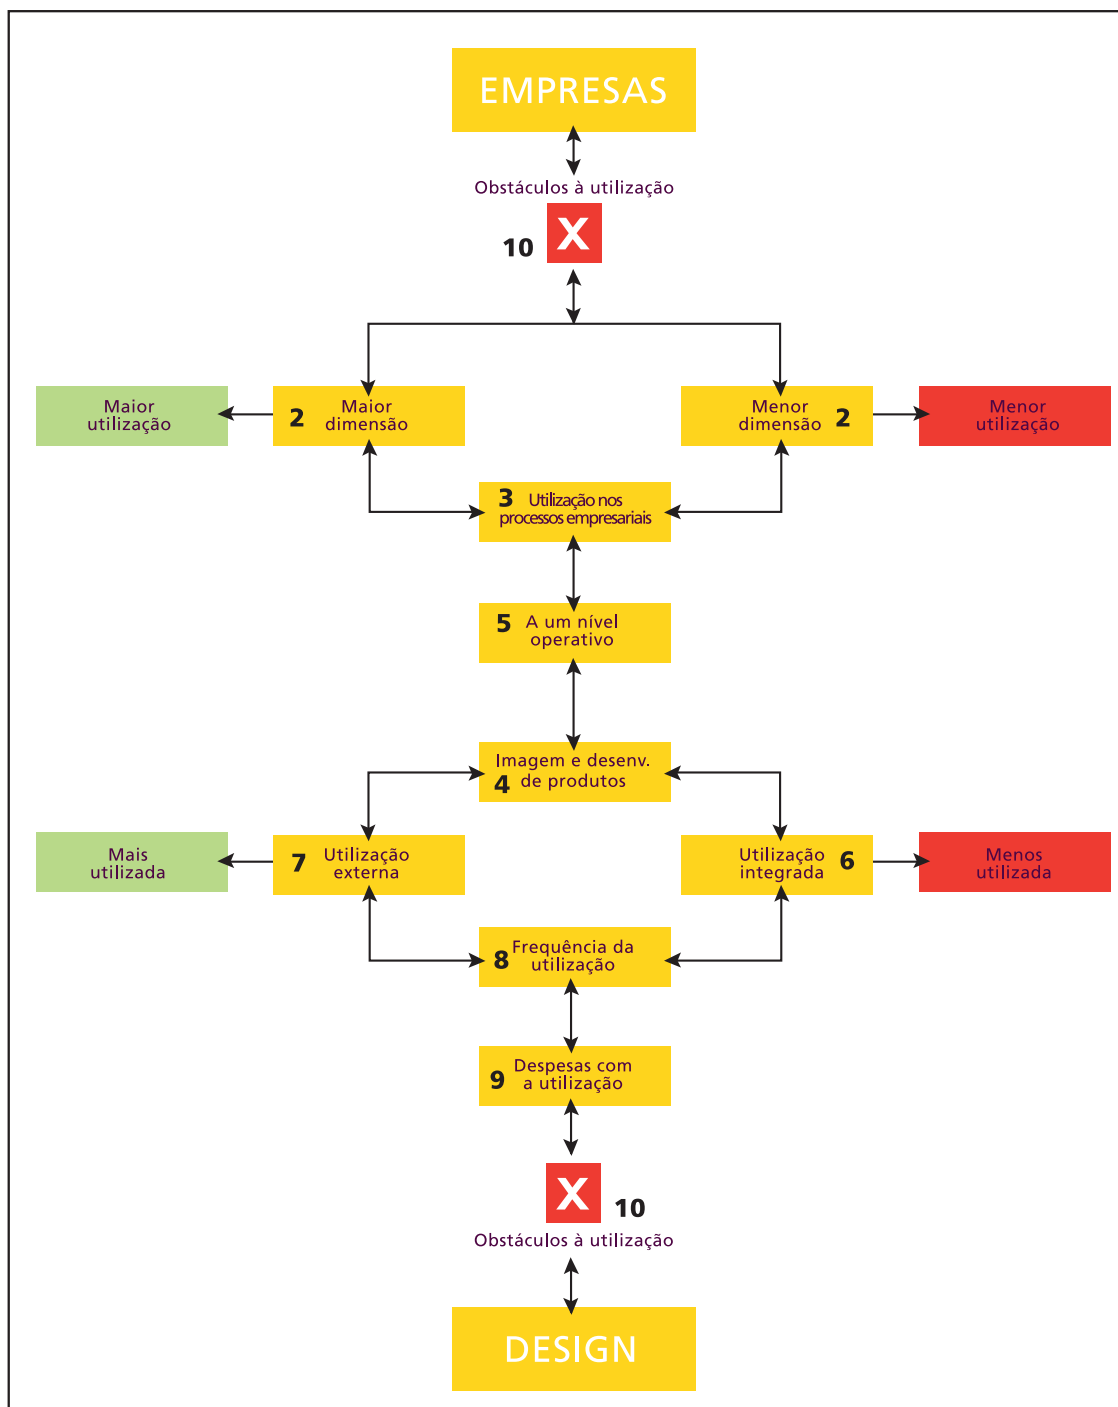 EMPRESAS
Obstáculos à utilização
X
10
Maior
utilização
2 Maior
dimensão
Menor
dimensão 2
Menor
utilização
3 Utilização nos
processos empresariais
5 A um nível
operativo
Imagem e desenv.
4 de produtos
Mais
utilizada
7 Utilização
externa
Utilização
integrada 6
Menos
utilizada
8 Frequência da
utilização
Despesas com
9 a utilização
X
10
Obstáculos à utilização
DESIGN